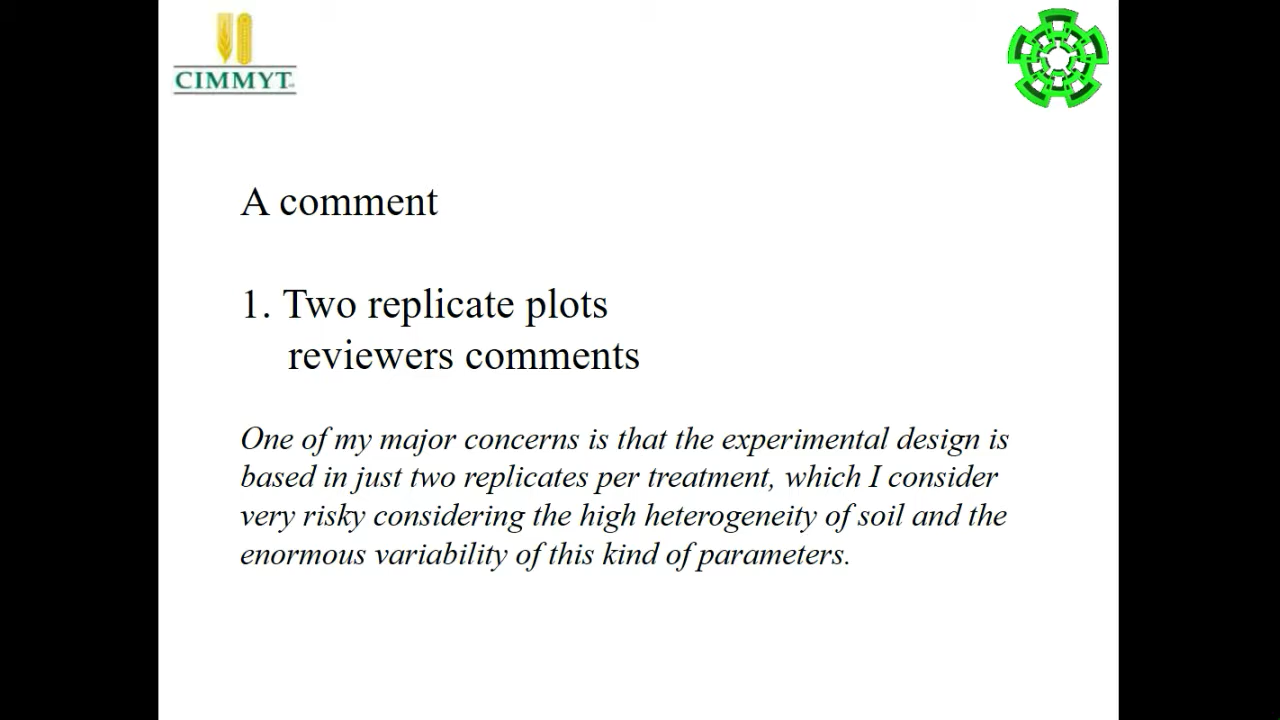 CIMMYT
A comment
1. Two replicate plots
reviewers comments
One of my major concerns is that the experimental design is
based in just two replicates per treatment, which I consider
very risky considering the high heterogeneity of soil and the
enormous variability of this kind of parameters.